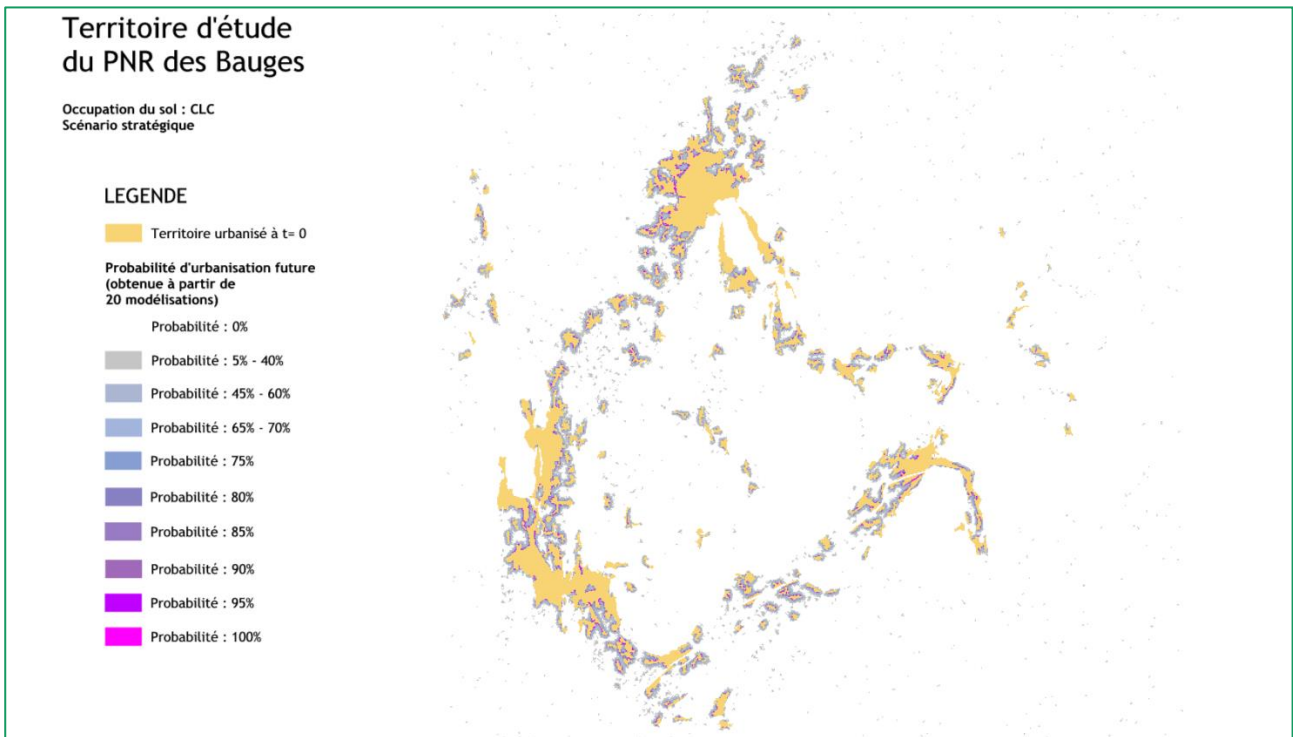 Territoire d'étude
du PNR des Bauges
Occupation du sol : CLC
Scénario stratégique
LEGENDE
Territoire urbanisé à t= 0
Probabilité d'urbanisation future
(obtenue à partir de
20 modélisations)
Probabilité : 0%
Probabilité : 5% - 40%
Probabilité : 45% - 60%
Probabilité : 65% - 70%
Probabilité : 75%
Probabilité : 80%
Probabilité : 85%
Probabilité : 90%
Probabilité : 95%
Probabilité : 100%